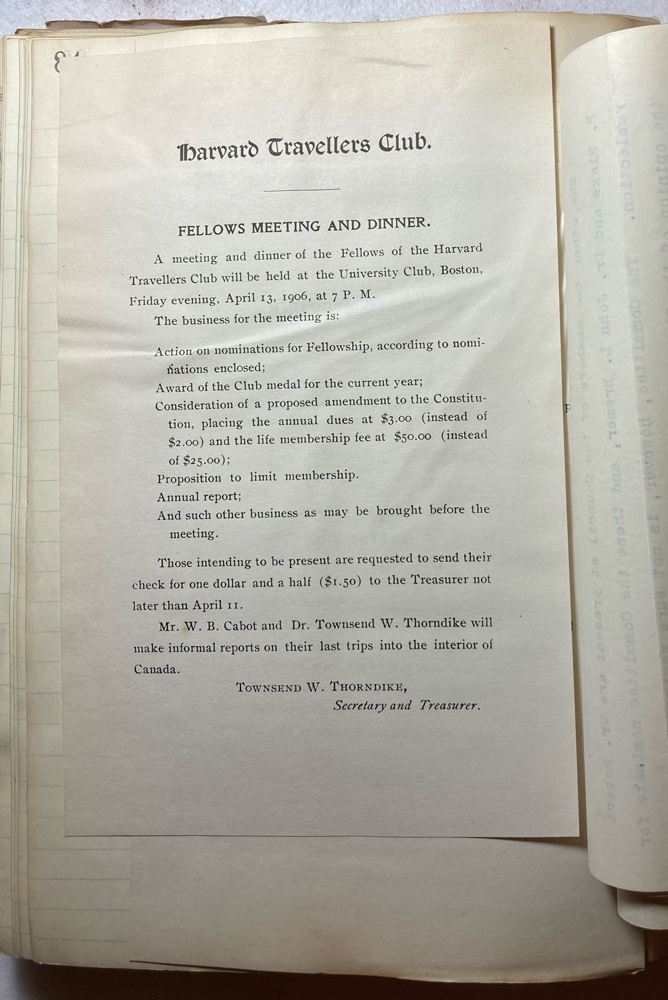 Harvard Travellers Club.
FELLOWS MEETING AND DINNER.
A meeting and dinner of the Fellows of the Harvard
Travellers Club will be held at the University Club, Boston,
Friday evening, April 13, 1906, at 7 P. M.
The business for the meeting is:
Action on nominations for Fellowship, according to nomi-
nations enclosed;
Award of the Club medal for the current year;
Consideration of a proposed amendment to the Constitu-
tion, placing the annual dues at $3.00 (instead of
$2.00) and the life membership fee at $50.00 (instead
of $25.00);
Proposition to limit membership.
Annual report;
And such other business as may be brought before the
meeting.
Those intending to be present are requested to send their
check for one dollar and a half ($1.50) to the Treasurer not
later than April 11.
Mr. W. B. Cabot and Dr. Townsend W. Thorndike will
make informal reports on their last trips into the interior of
Canada.
TOWNSEND W. THORNDIKE,
Secretary and Treasurer.